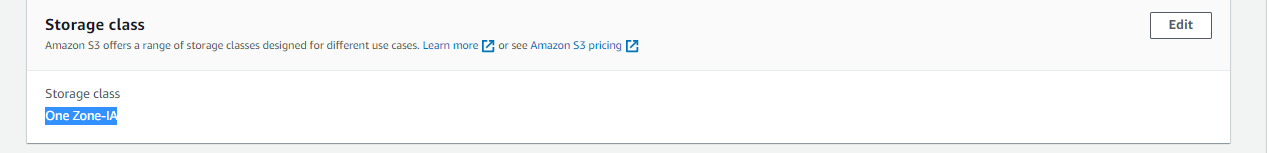 Storage class
Edit
Amazon S3 offers a range of storage classes designed for different use cases. Learn more or see Amazon S3 pricing
Storage class
One Zone-IA